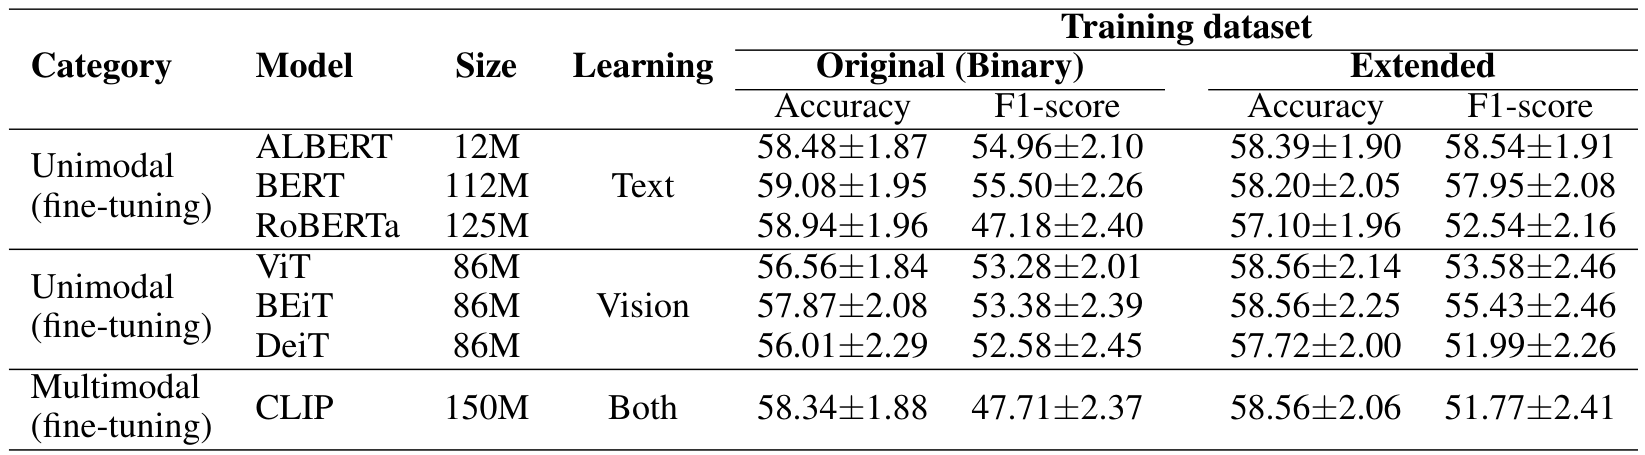 Training dataset
Category Model Size Learning Original (Binary) Extended
Accuracy F1-score Accuracy F1-score
Unimodal (fine-tuning) Text
ALBERT 12M 58.48±1.87 54.96±2.10 58.39±1.90 58.54±1.91
BERT 112M 59.08±1.95 55.50±2.26 58.20±2.05 57.95±2.08
RoBERTa 125M 58.94±1.96 47.18±2.40 57.10±1.96 52.54±2.16
Unimodal (fine-tuning) Vision
ViT 86M 56.56±1.84 53.28±2.01 58.56±2.14 53.58±2.46
BEiT 86M 57.87±2.08 53.38±2.39 58.56±2.25 55.43±2.46
DeiT 86M 56.01±2.29 52.58±2.45 57.72±2.00 51.99±2.26
Multimodal (fine-tuning)
CLIP 150M Both 58.34±1.88 47.71±2.37 58.56±2.06 51.77±2.41